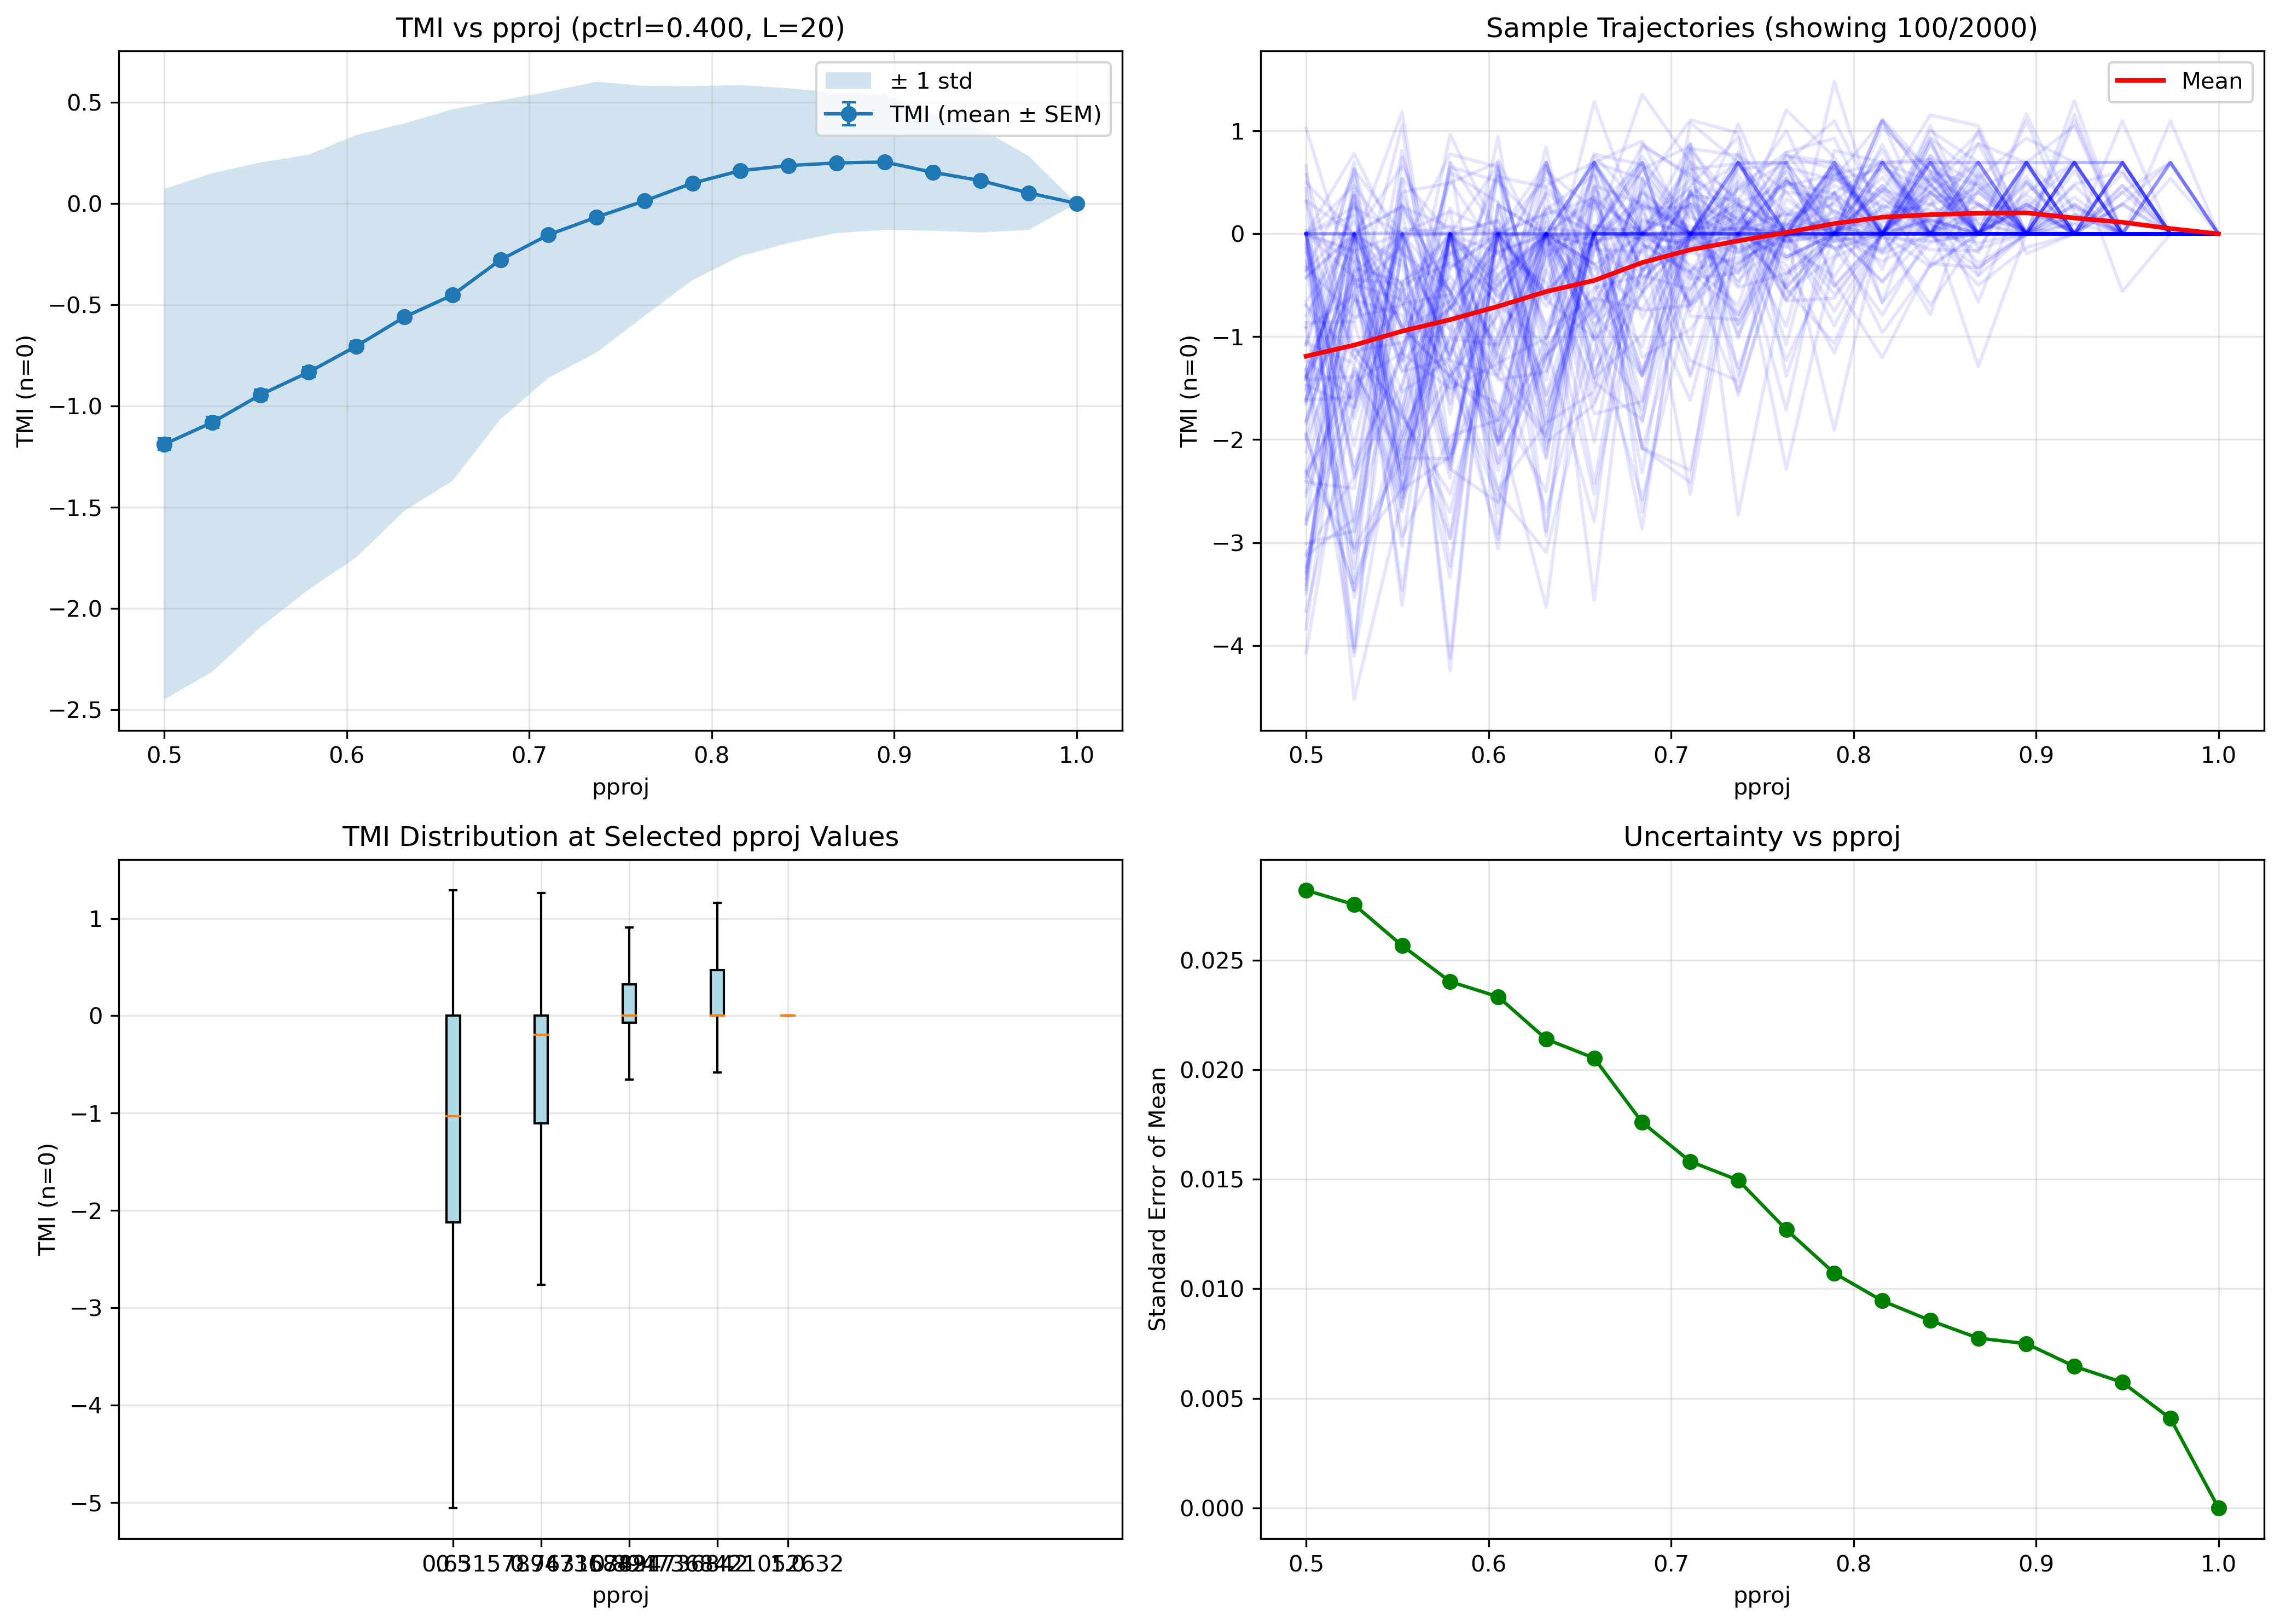 TMI vs pproj (pctrl=0.400, L=20)
± 1 std
TMI (mean ± SEM)
TMI (n=0)
0.5
0.0
−0.5
−1.0
−1.5
−2.0
−2.5
0.5 0.6 0.7 0.8 0.9 1.0
pproj
Sample Trajectories (showing 100/2000)
Mean
TMI (n=0)
1
0
−1
−2
−3
−4
0.5 0.6 0.7 0.8 0.9 1.0
pproj
TMI Distribution at Selected pproj Values
TMI (n=0)
1
0
−1
−2
−3
−4
−5
pproj
Uncertainty vs pproj
Standard Error of Mean
0.025
0.020
0.015
0.010
0.005
0.000
0.5 0.6 0.7 0.8 0.9 1.0
pproj